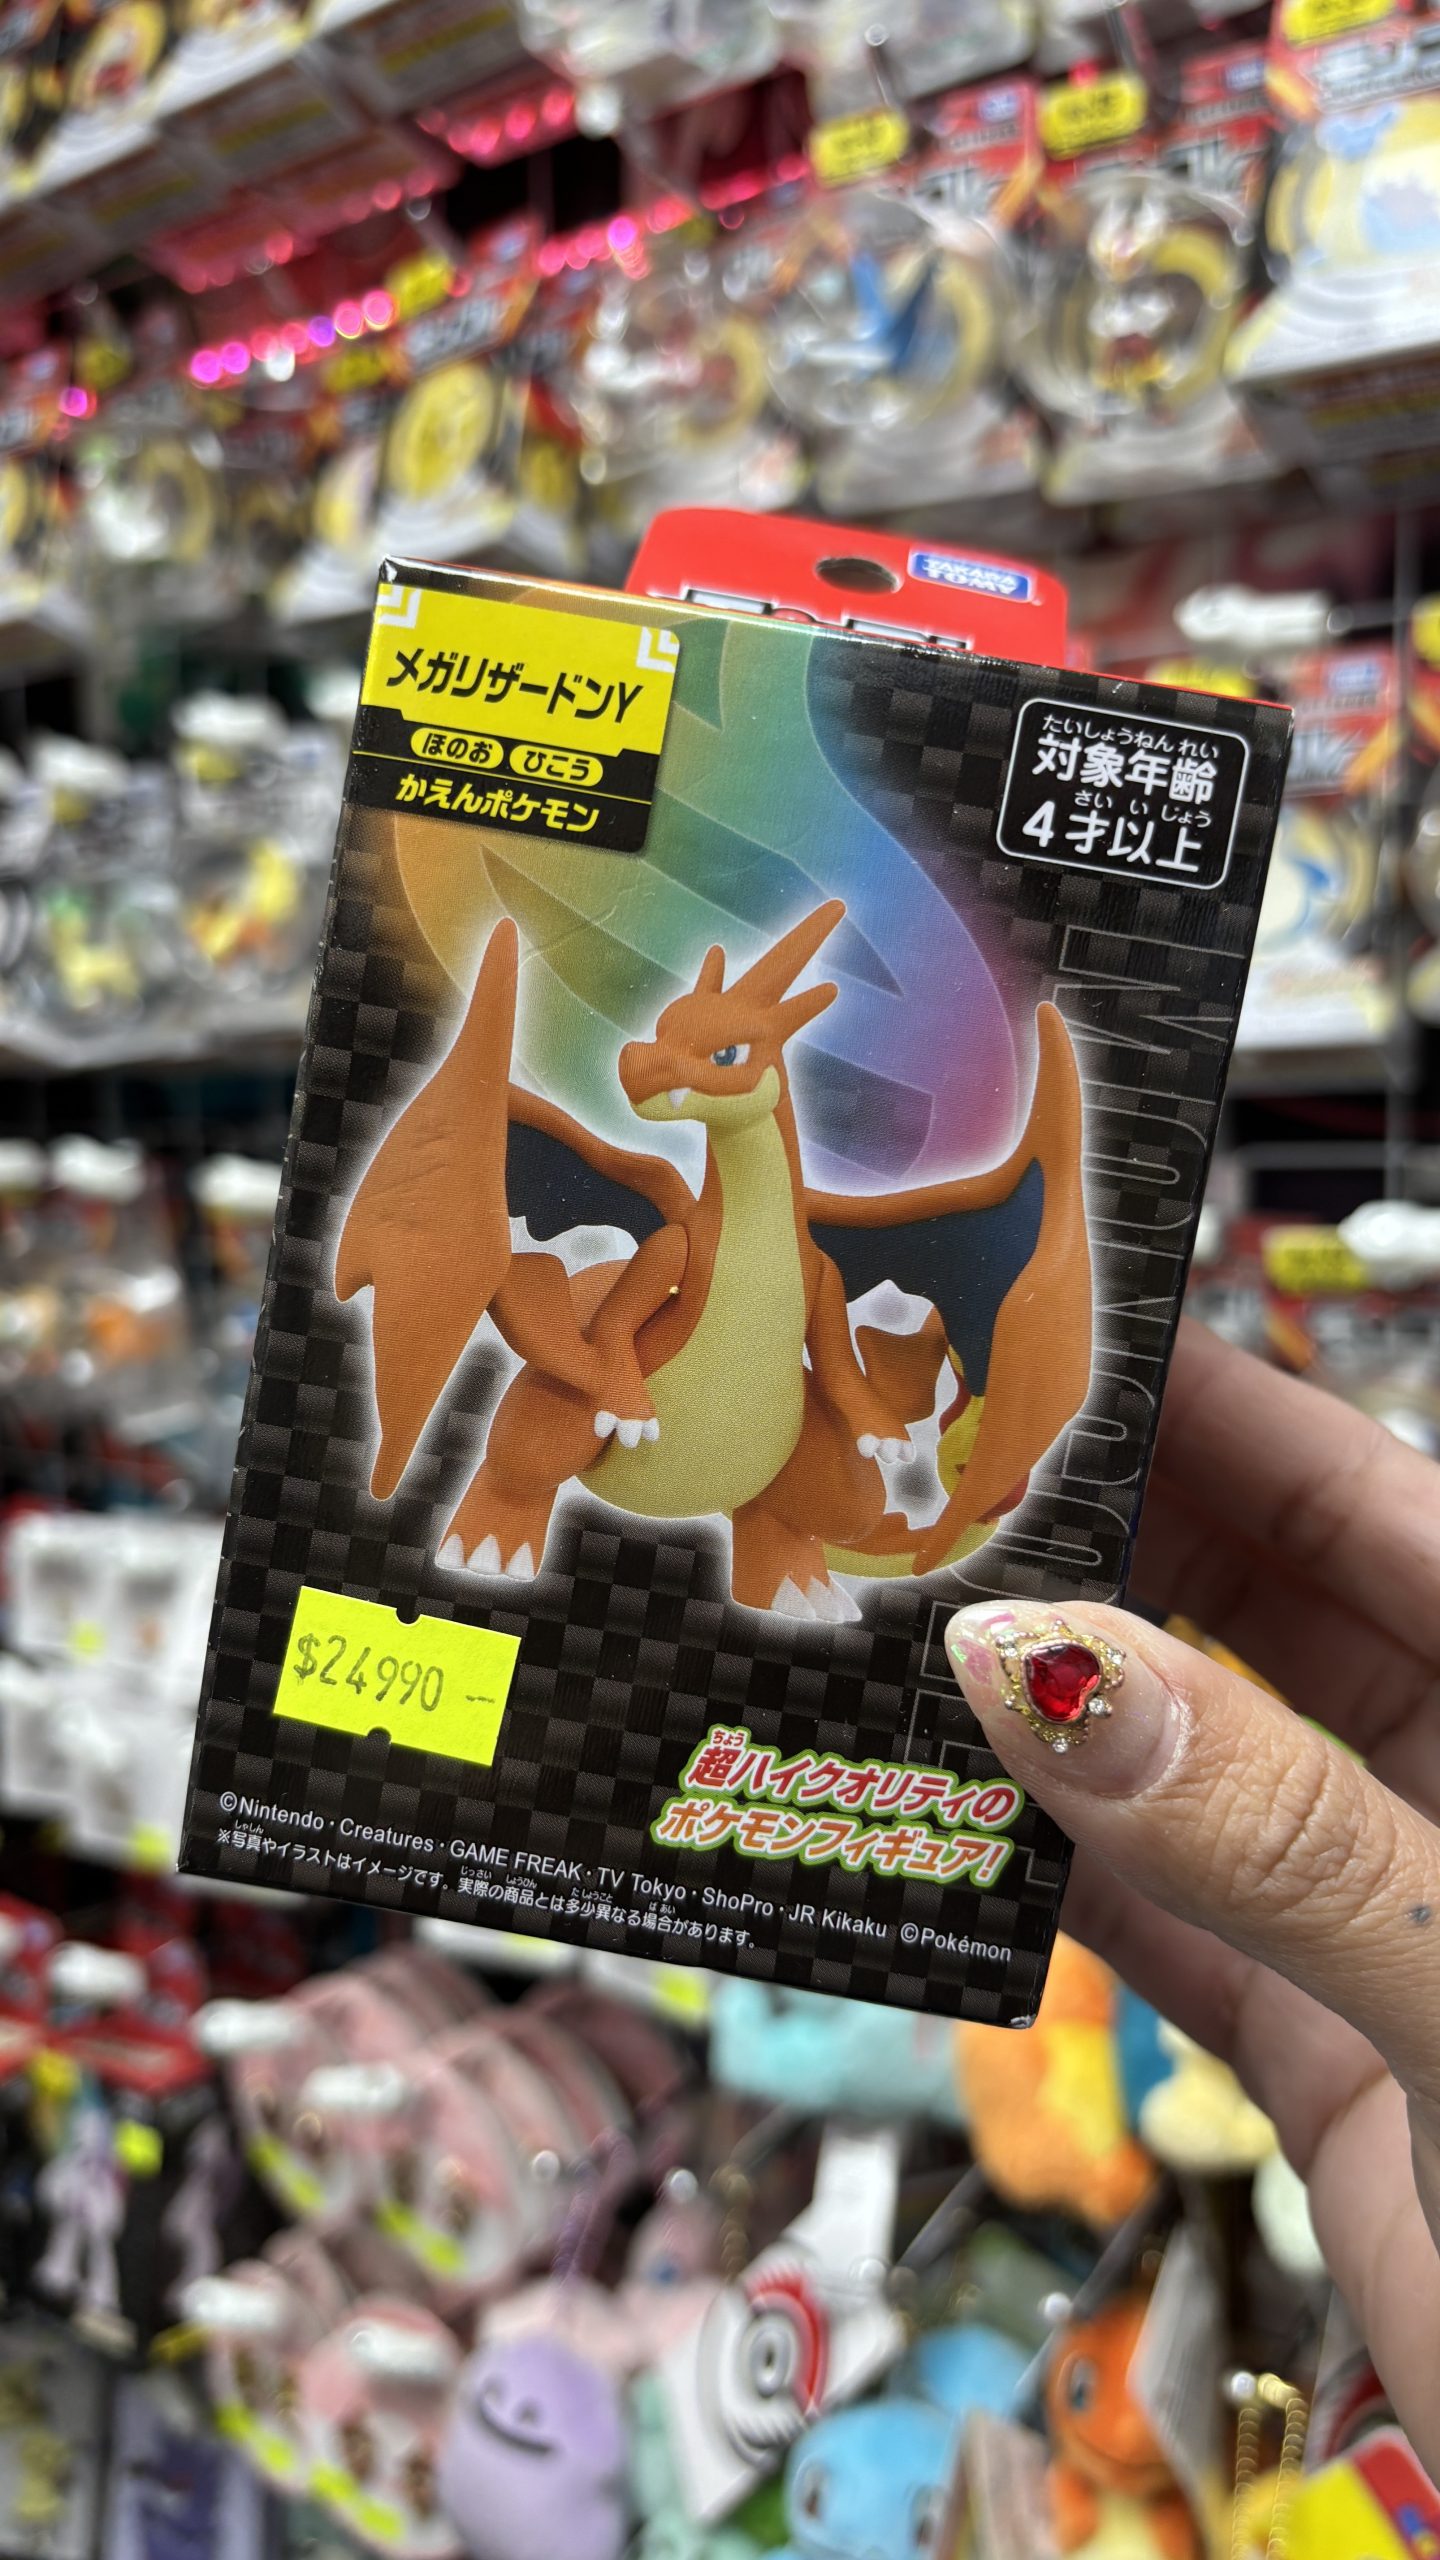 TAKARA TOMY
メガリザードンY
ほのお ひこう
かえんポケモン
たいしょうねんれい
対象年齢
さい いじょう
4才以上
$24990 -
ちょう
超ハイクオリティの
ポケモンフィギュア!
©Nintendo・Creatures・GAME FREAK・TV Tokyo・ShoPro・JR Kikaku ©Pokémon
しゃしん じっさい しょうひん たしょうこと ばあい
※写真やイラストはイメージです。実際の商品とは多少異なる場合があります。